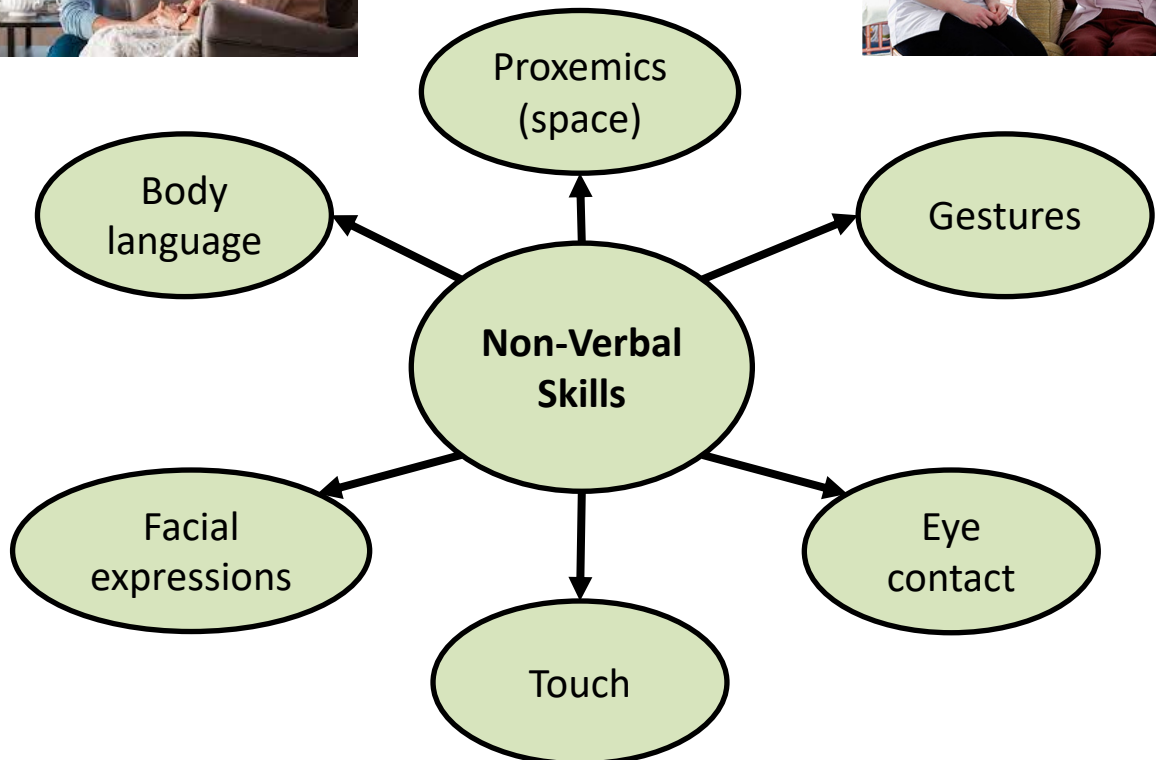 Proxemics
(space)
Body
language
Gestures
Non-Verbal
Skills
Facial
expressions
Eye
contact
Touch